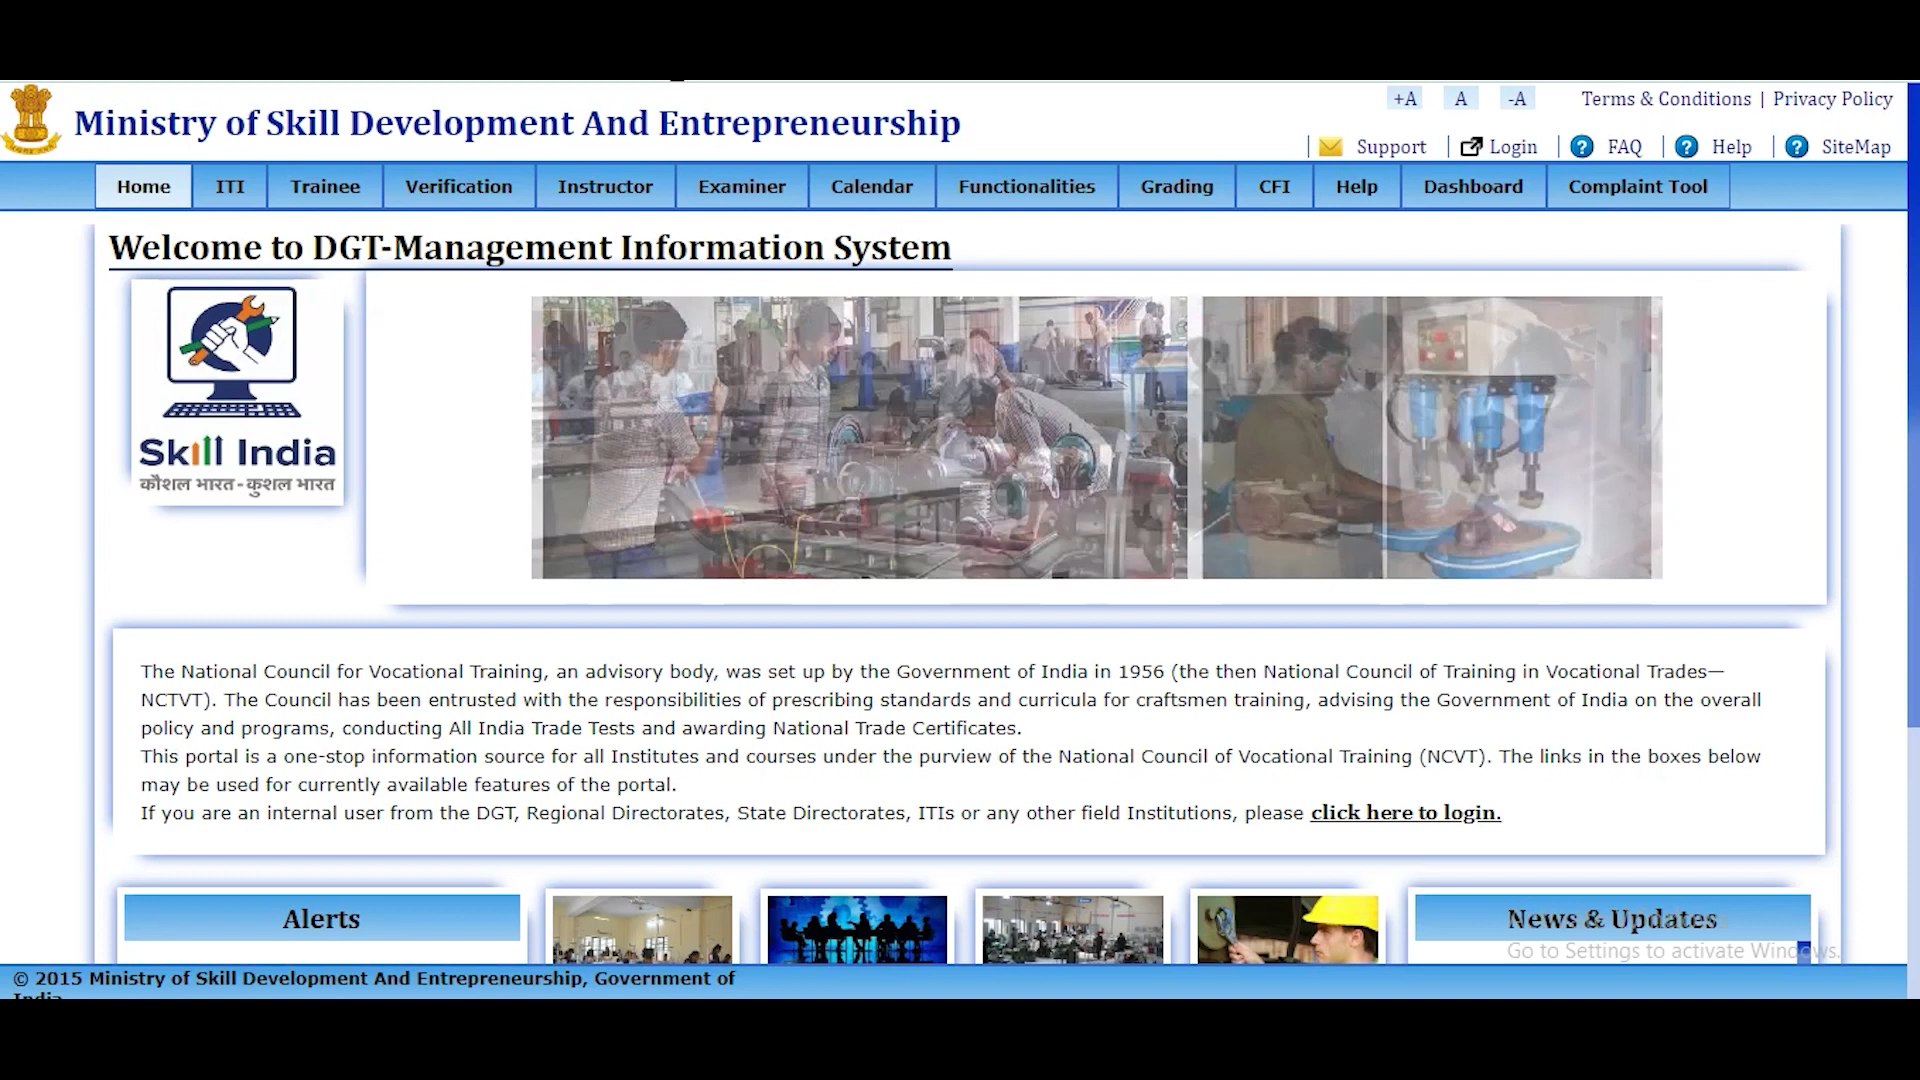 +A A -A Terms & Conditions | Privacy Policy
Ministry of Skill Development And Entrepreneurship
Support Login FAQ Help SiteMap
Home ITI Trainee Verification Instructor Examiner Calendar Functionalities Grading CFI Help Dashboard Complaint Tool
Welcome to DGT-Management Information System
Skill India
कौशल भारत - कुशल भारत
The National Council for Vocational Training, an advisory body, was set up by the Government of India in 1956 (the then National Council of Training in Vocational Trades—
NCTVT). The Council has been entrusted with the responsibilities of prescribing standards and curricula for craftsmen training, advising the Government of India on the overall
policy and programs, conducting All India Trade Tests and awarding National Trade Certificates.
This portal is a one-stop information source for all Institutes and courses under the purview of the National Council of Vocational Training (NCVT). The links in the boxes below
may be used for currently available features of the portal.
If you are an internal user from the DGT, Regional Directorates, State Directorates, ITIs or any other field Institutions, please click here to login.
Alerts
News & Updates
Go to Settings to activate Windows.
© 2015 Ministry of Skill Development And Entrepreneurship, Government of
India